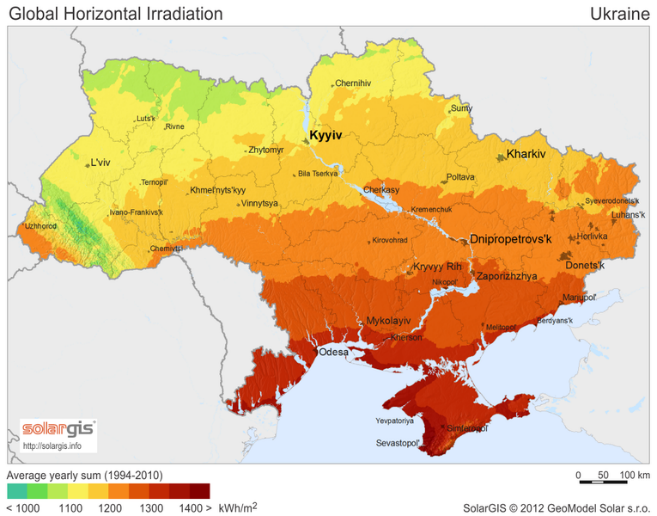 Global Horizontal Irradiation
Ukraine
Chernihiv
Sumy
Luts'k
Rivne
Kyyiv
Zhytomyr
Kharkiv
L'viv
Bila Tserkva
Poltava
Ternopil'
Khmel'nyts'kyy
Cherkasy
Syeverodonets'k
Vinnytsya
Kremenchuk
Ivano-Frankivs'k
Luhans'k
Uzhhorod
Kirovohrad
Dnipropetrovs'k
Horlivka
Chernivtsi
Donets'k
Kryvyy Rih
Zaporizhzhya
Nikopol'
Mariupol'
Mykolayiv
Berdyans'k
Melitopol'
Kherson
Odesa
Yevpatoriya
Simferopol'
Sevastopol'
solargis
http://solargis.info
Average yearly sum (1994-2010)
0 50 100 km
< 1000 1100 1200 1300 1400 > kWh/m²
SolarGIS © 2012 GeoModel Solar s.r.o.